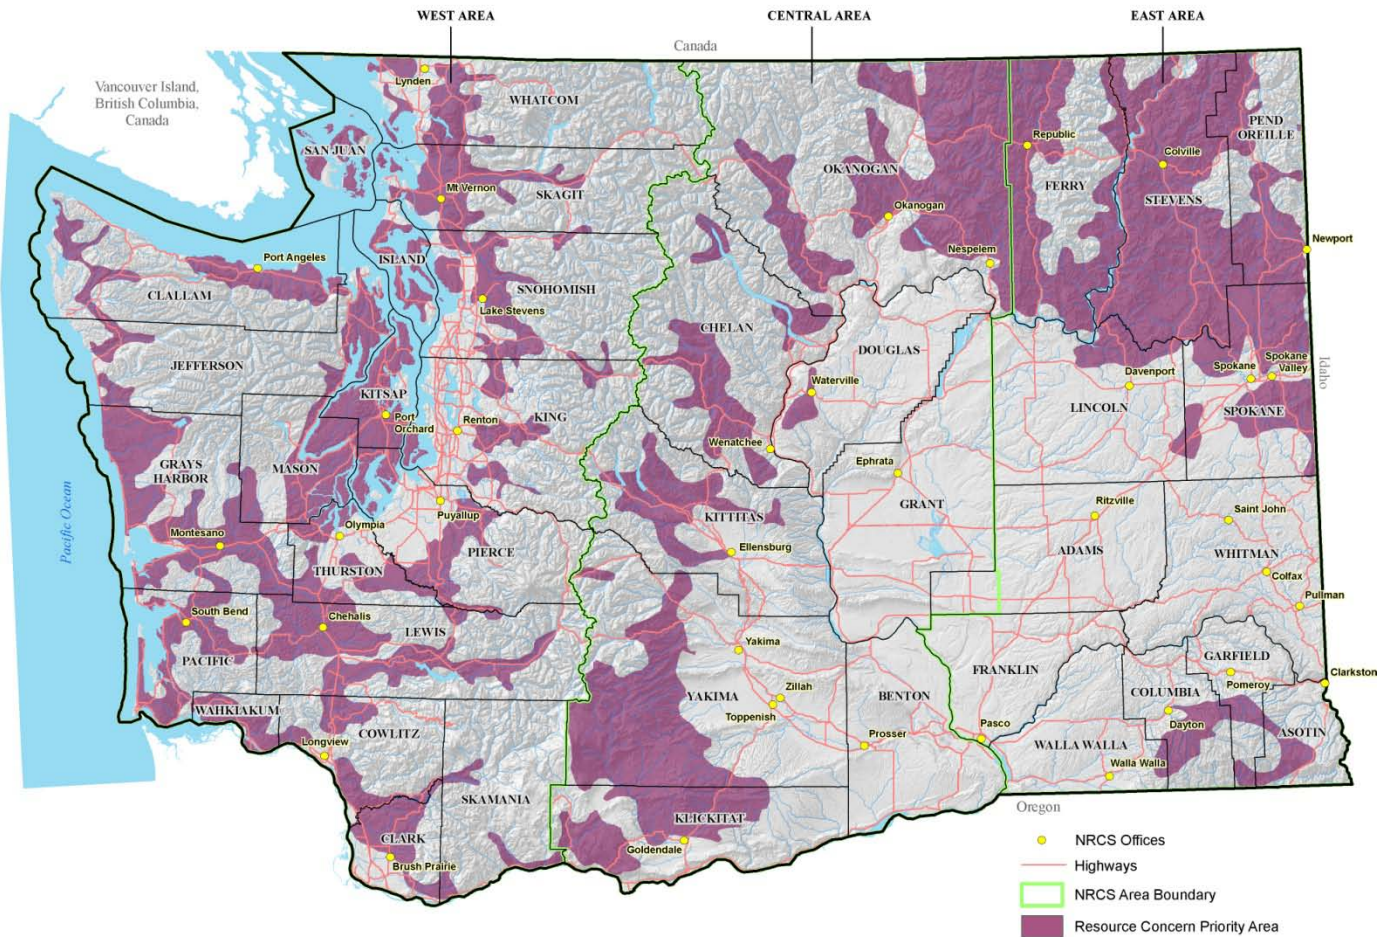 WEST AREA
CENTRAL AREA
EAST AREA
Canada
Vancouver Island,
British Columbia,
Canada
Lynden
WHATCOM
SAN JUAN
Mt Vernon
SKAGIT
OKANOGAN
Okanogan
Nespelem
Republic
FERRY
Colville
STEVENS
PEND
OREILLE
Newport
Port Angeles
CLALLAM
ISLAND
SNOHOMISH
Lake Stevens
JEFFERSON
CHELAN
DOUGLAS
Waterville
KITSAP
Port
Orchard
Renton
KING
Wenatchee
Ephrata
GRANT
Davenport
LINCOLN
Spokane
Spokane
Valley
SPOKANE
Idaho
GRAYS
HARBOR
MASON
Pacific Ocean
Montesano
Olympia
Puyallup
PIERCE
THURSTON
KITTITAS
Ellensburg
Ritzville
ADAMS
Saint John
WHITMAN
Colfax
Pullman
South Bend
Chehalis
LEWIS
PACIFIC
WAHKIAKUM
Longview
COWLITZ
SKAMANIA
CLARK
Brush Prairie
Yakima
YAKIMA
Zillah
Toppenish
BENTON
Prosser
KLICKITAT
Goldendale
FRANKLIN
Pasco
WALLA WALLA
Walla Walla
COLUMBIA
Dayton
GARFIELD
Pomeroy
Clarkston
ASOTIN
Oregon
NRCS Offices
Highways
NRCS Area Boundary
Resource Concern Priority Area